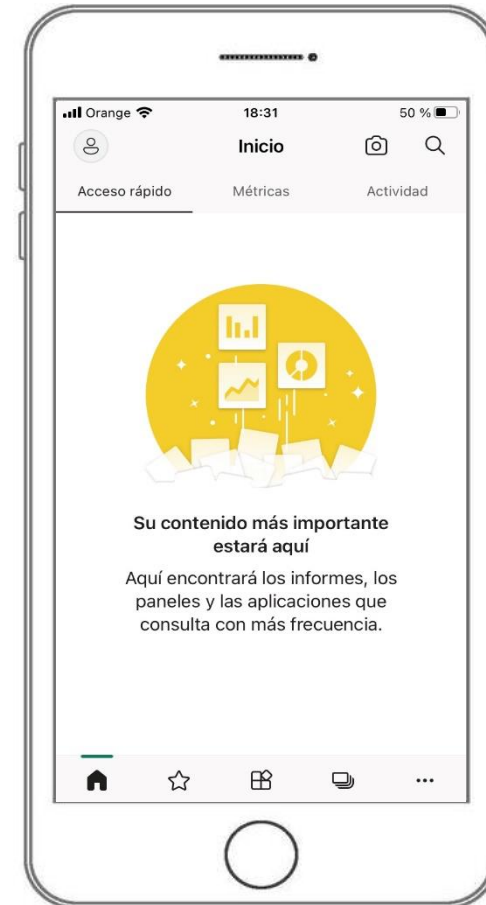 Orange 18:31 50 %
Inicio
Acceso rápido Métricas Actividad
Su contenido más importante
estará aquí
Aquí encontrará los informes, los
paneles y las aplicaciones que
consulta con más frecuencia.